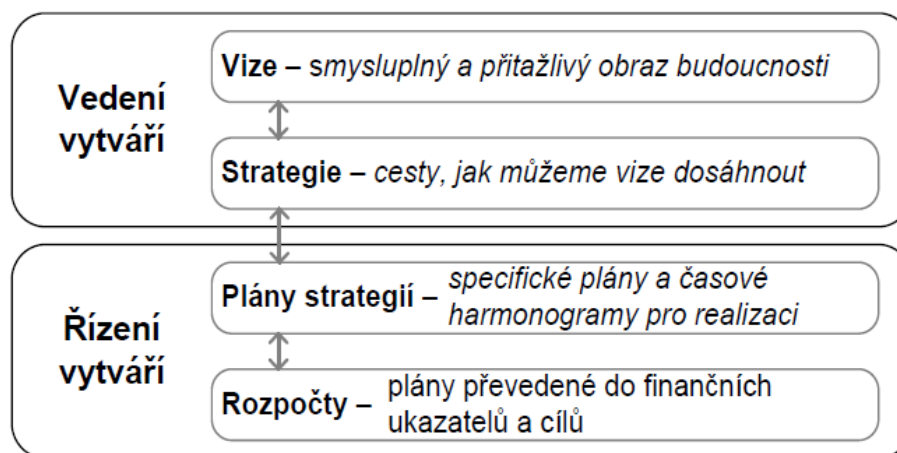 Vedení
vytváří
Vize – smysluplný a přitažlivý obraz budoucnosti
Strategie – cesty, jak můžeme vize dosáhnout
Řízení
vytváří
Plány strategií – specifické plány a časové
harmonogramy pro realizaci
Rozpočty – plány převedené do finančních
ukazatelů a cílů